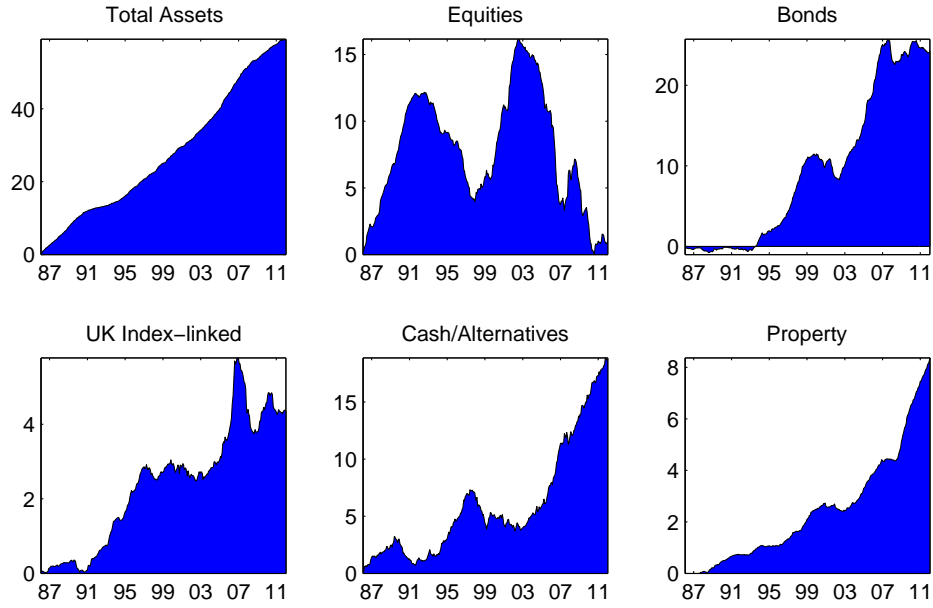 Total Assets
Equities
Bonds
40
20
0
87 91 95 99 03 07 11
15
10
5
0
87 91 95 99 03 07 11
20
10
0
87 91 95 99 03 07 11
UK Index−linked
Cash/Alternatives
Property
4
2
0
87 91 95 99 03 07 11
15
10
5
0
87 91 95 99 03 07 11
8
6
4
2
0
87 91 95 99 03 07 11